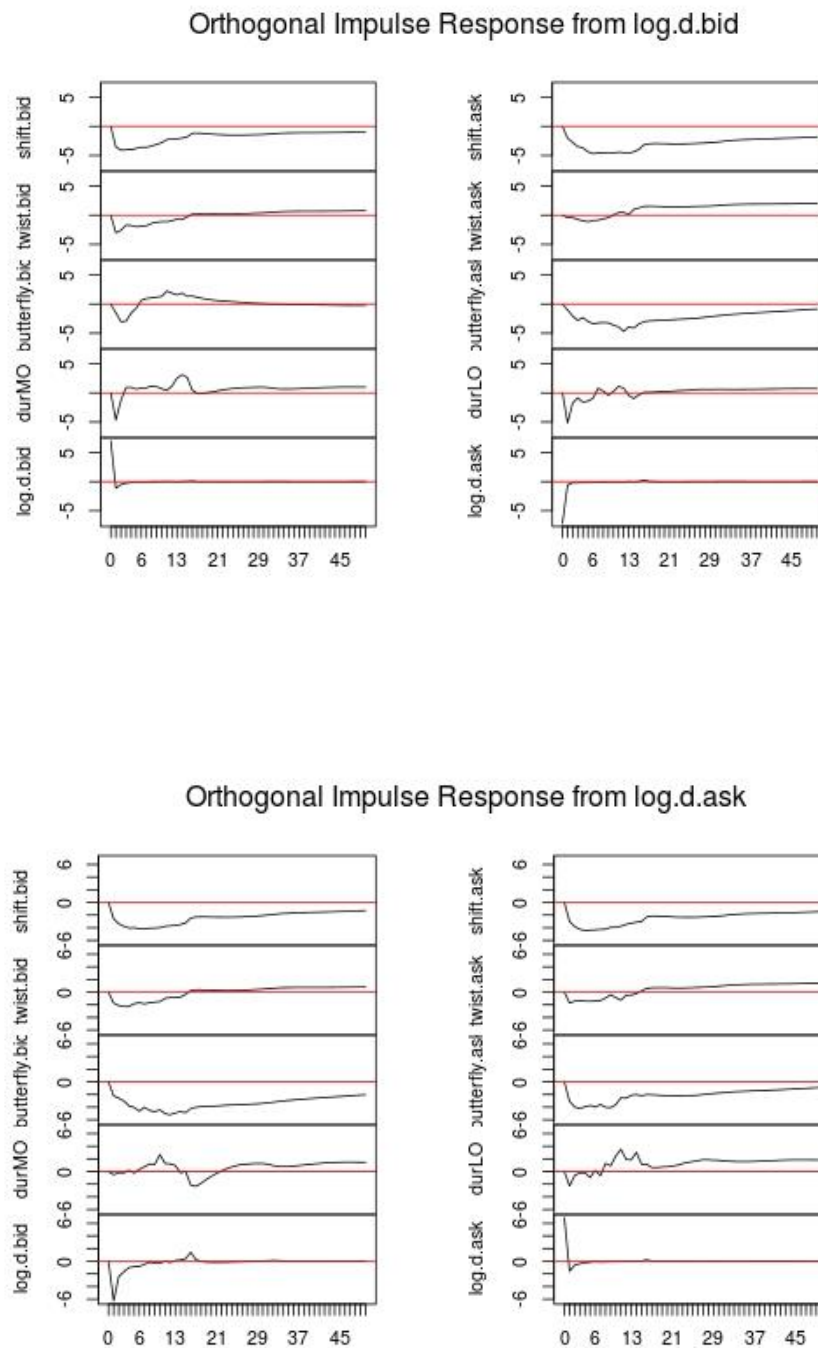 Orthogonal Impulse Response from log.d.bid
shift.bid
5
-5
twist.bid
5
-5
butterfly.bid
5
-5
durMO
5
-5
log.d.bid
5
-5
0 6 13 21 29 37 45
shift.ask
5
-5
twist.ask
5
-5
utterfly.ask
5
-5
durLO
5
-5
log.d.ask
5
-5
0 6 13 21 29 37 45
Orthogonal Impulse Response from log.d.ask
shift.bid
6
0
-6
twist.bid
6
0
-6
butterfly.bid
6
0
-6
durMO
6
0
-6
log.d.bid
6
0
-6
0 6 13 21 29 37 45
shift.ask
6
0
-6
twist.ask
6
0
-6
utterfly.ask
6
0
-6
durLO
6
0
-6
log.d.ask
6
0
-6
0 6 13 21 29 37 45